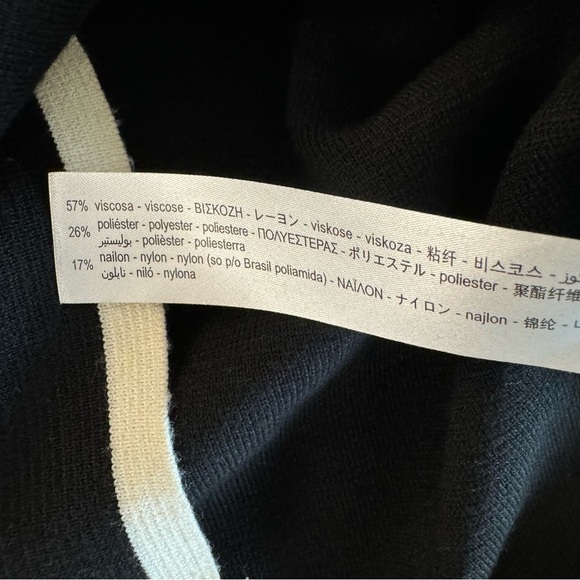 57% viscosa - viscose - ΒΙΣΚΟΖΗ - レーヨン - viskose - viskoza - 粘纤 - 비스코스 -
26% poliéster - polyester - poliestere - ΠΟΛΥΕΣΤΕΡΑΣ - ポリエステル - poliester - 聚酯纤维
بوليستير - polièster - poliesterra
17% nailon - nylon - nylon (so p/o Brasil poliamida) - ΝΑΪΛΟΝ - ナイロン - najlon - 锦纶 -
نايلون - niló - nylona